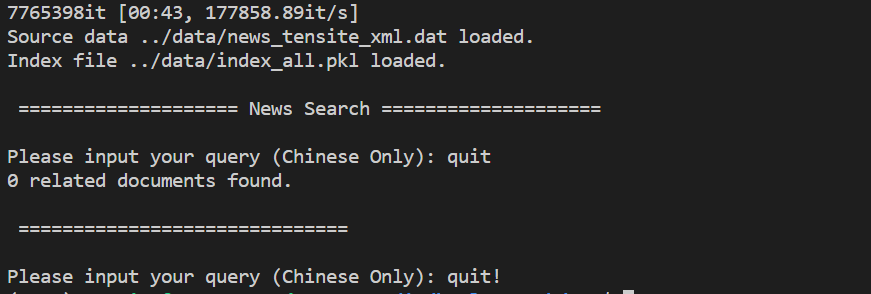 7765398it [00:43, 177858.89it/s]
Source data ../data/news_tensite_xml.dat loaded.
Index file ../data/index_all.pkl loaded.
==================== News Search ====================
Please input your query (Chinese Only): quit
0 related documents found.
==============================
Please input your query (Chinese Only): quit!